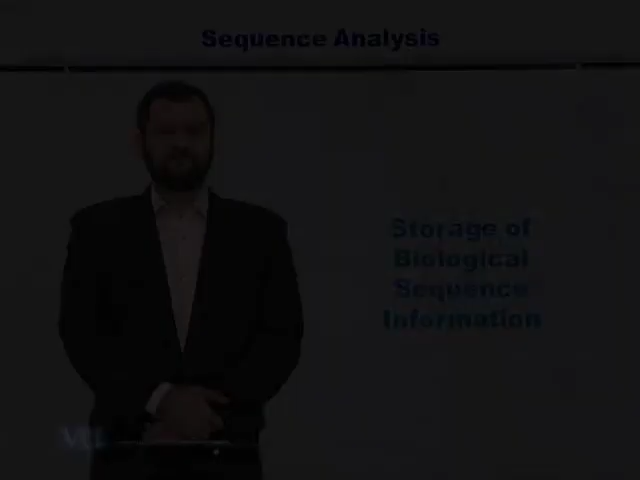 Sequence Analysis
Storage of
Biological
Sequence
Information